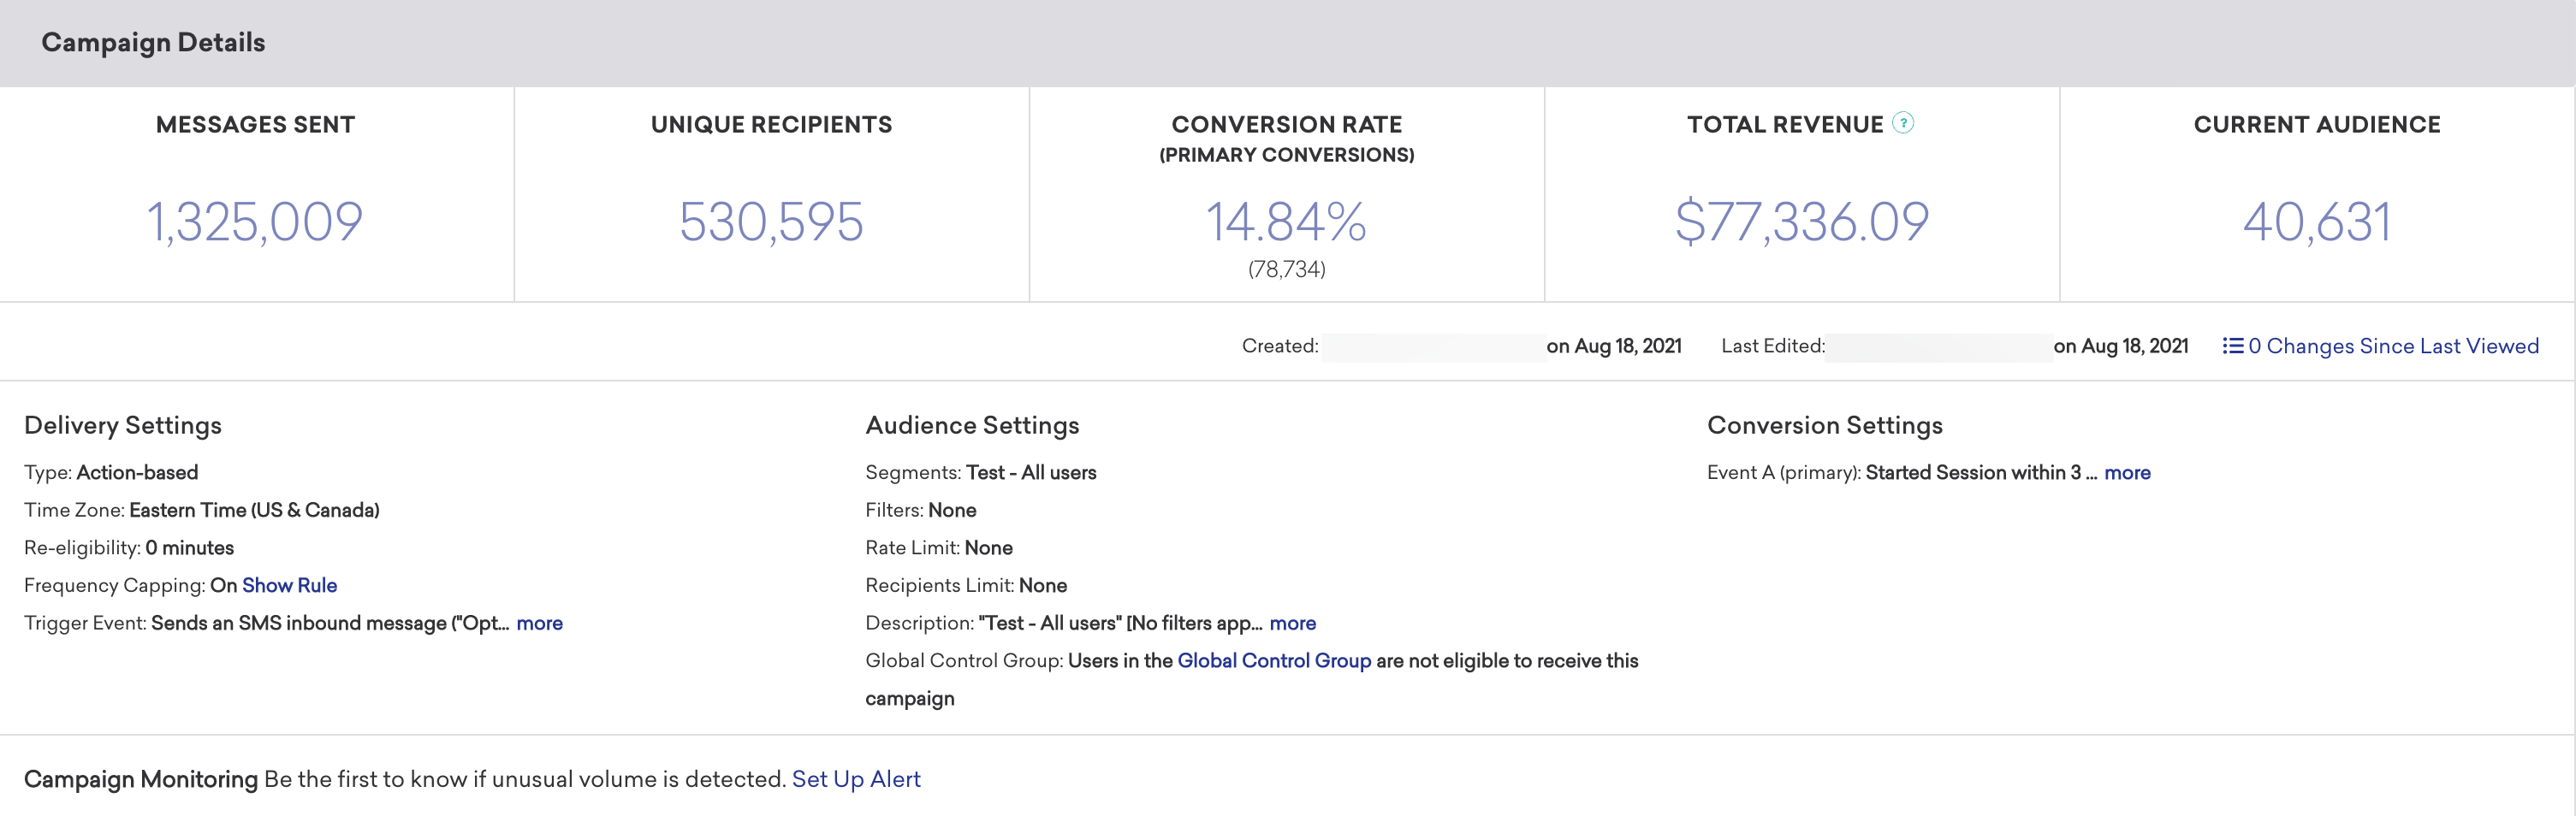 Campaign Details
MESSAGES SENT
1,325,009
UNIQUE RECIPIENTS
530,595
CONVERSION RATE
(PRIMARY CONVERSIONS)
14.84%
(78,734)
TOTAL REVENUE ?
$77,336.09
CURRENT AUDIENCE
40,631
Created: on Aug 18, 2021 Last Edited: on Aug 18, 2021 0 Changes Since Last Viewed
Delivery Settings
Type: Action-based
Time Zone: Eastern Time (US & Canada)
Re-eligibility: 0 minutes
Frequency Capping: On Show Rule
Trigger Event: Sends an SMS inbound message ("Opt... more
Audience Settings
Segments: Test - All users
Filters: None
Rate Limit: None
Recipients Limit: None
Description: "Test - All users" [No filters app... more
Global Control Group: Users in the Global Control Group are not eligible to receive this
campaign
Conversion Settings
Event A (primary): Started Session within 3 ... more
Campaign Monitoring Be the first to know if unusual volume is detected. Set Up Alert